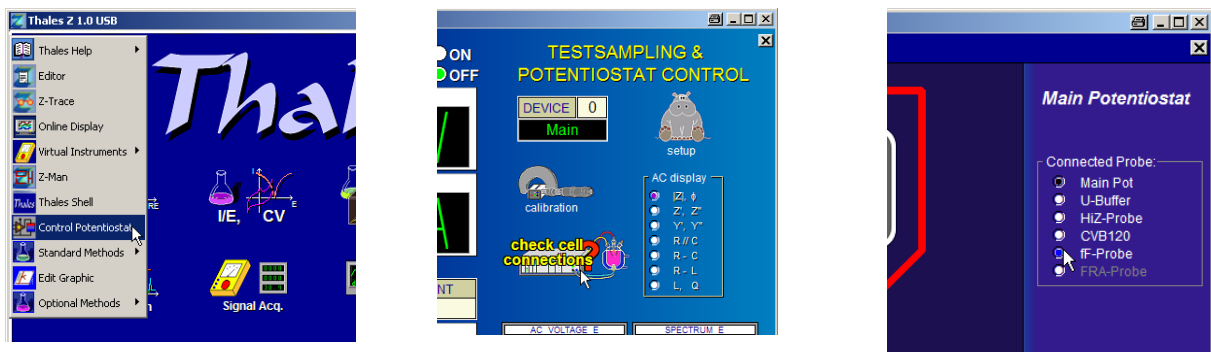 Thales Z 1.0 USB
Thales Help
Editor
Z-Trace
Online Display
Virtual Instruments
Z-Man
Thales Shell
Control Potentiostat
Standard Methods
Edit Graphic
Optional Methods
Tha
I/E, CV
I
E
Signal Acq.
ON
OFF
TESTSAMPLING &
POTENTIOSTAT CONTROL
DEVICE 0
Main
setup
calibration
check cell
connections
AC display
|Z|, ϕ
Z', Z"
Y', Y"
R // C
R - C
R - L
L, Q
NT
AC VOLTAGE E
SPECTRUM E
Main Potentiostat
Connected Probe:
Main Pot
U-Buffer
HiZ-Probe
CVB120
fF-Probe
FRA-Probe